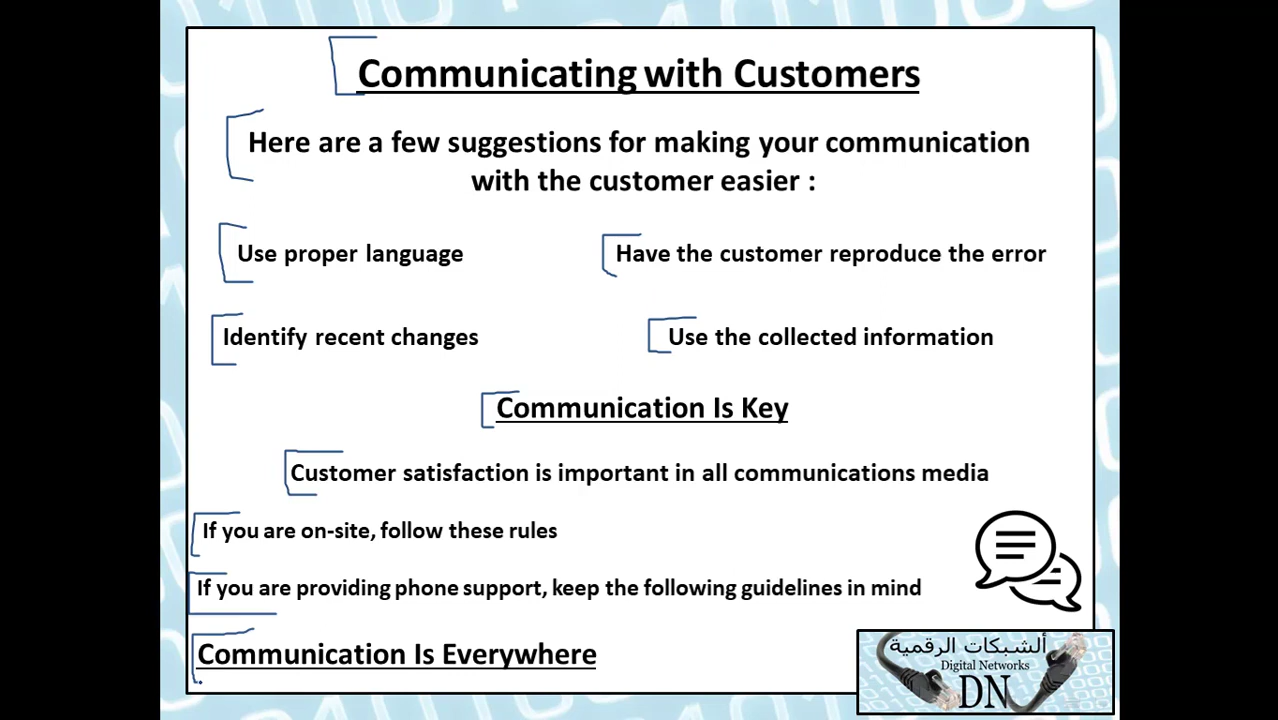 Communicating with Customers
Here are a few suggestions for making your communication
with the customer easier :
Use proper language
Have the customer reproduce the error
Identify recent changes
Use the collected information
Communication Is Key
Customer satisfaction is important in all communications media
If you are on-site, follow these rules
If you are providing phone support, keep the following guidelines in mind
Communication Is Everywhere
ألشبكات الرقمية
Digital Networks
DN